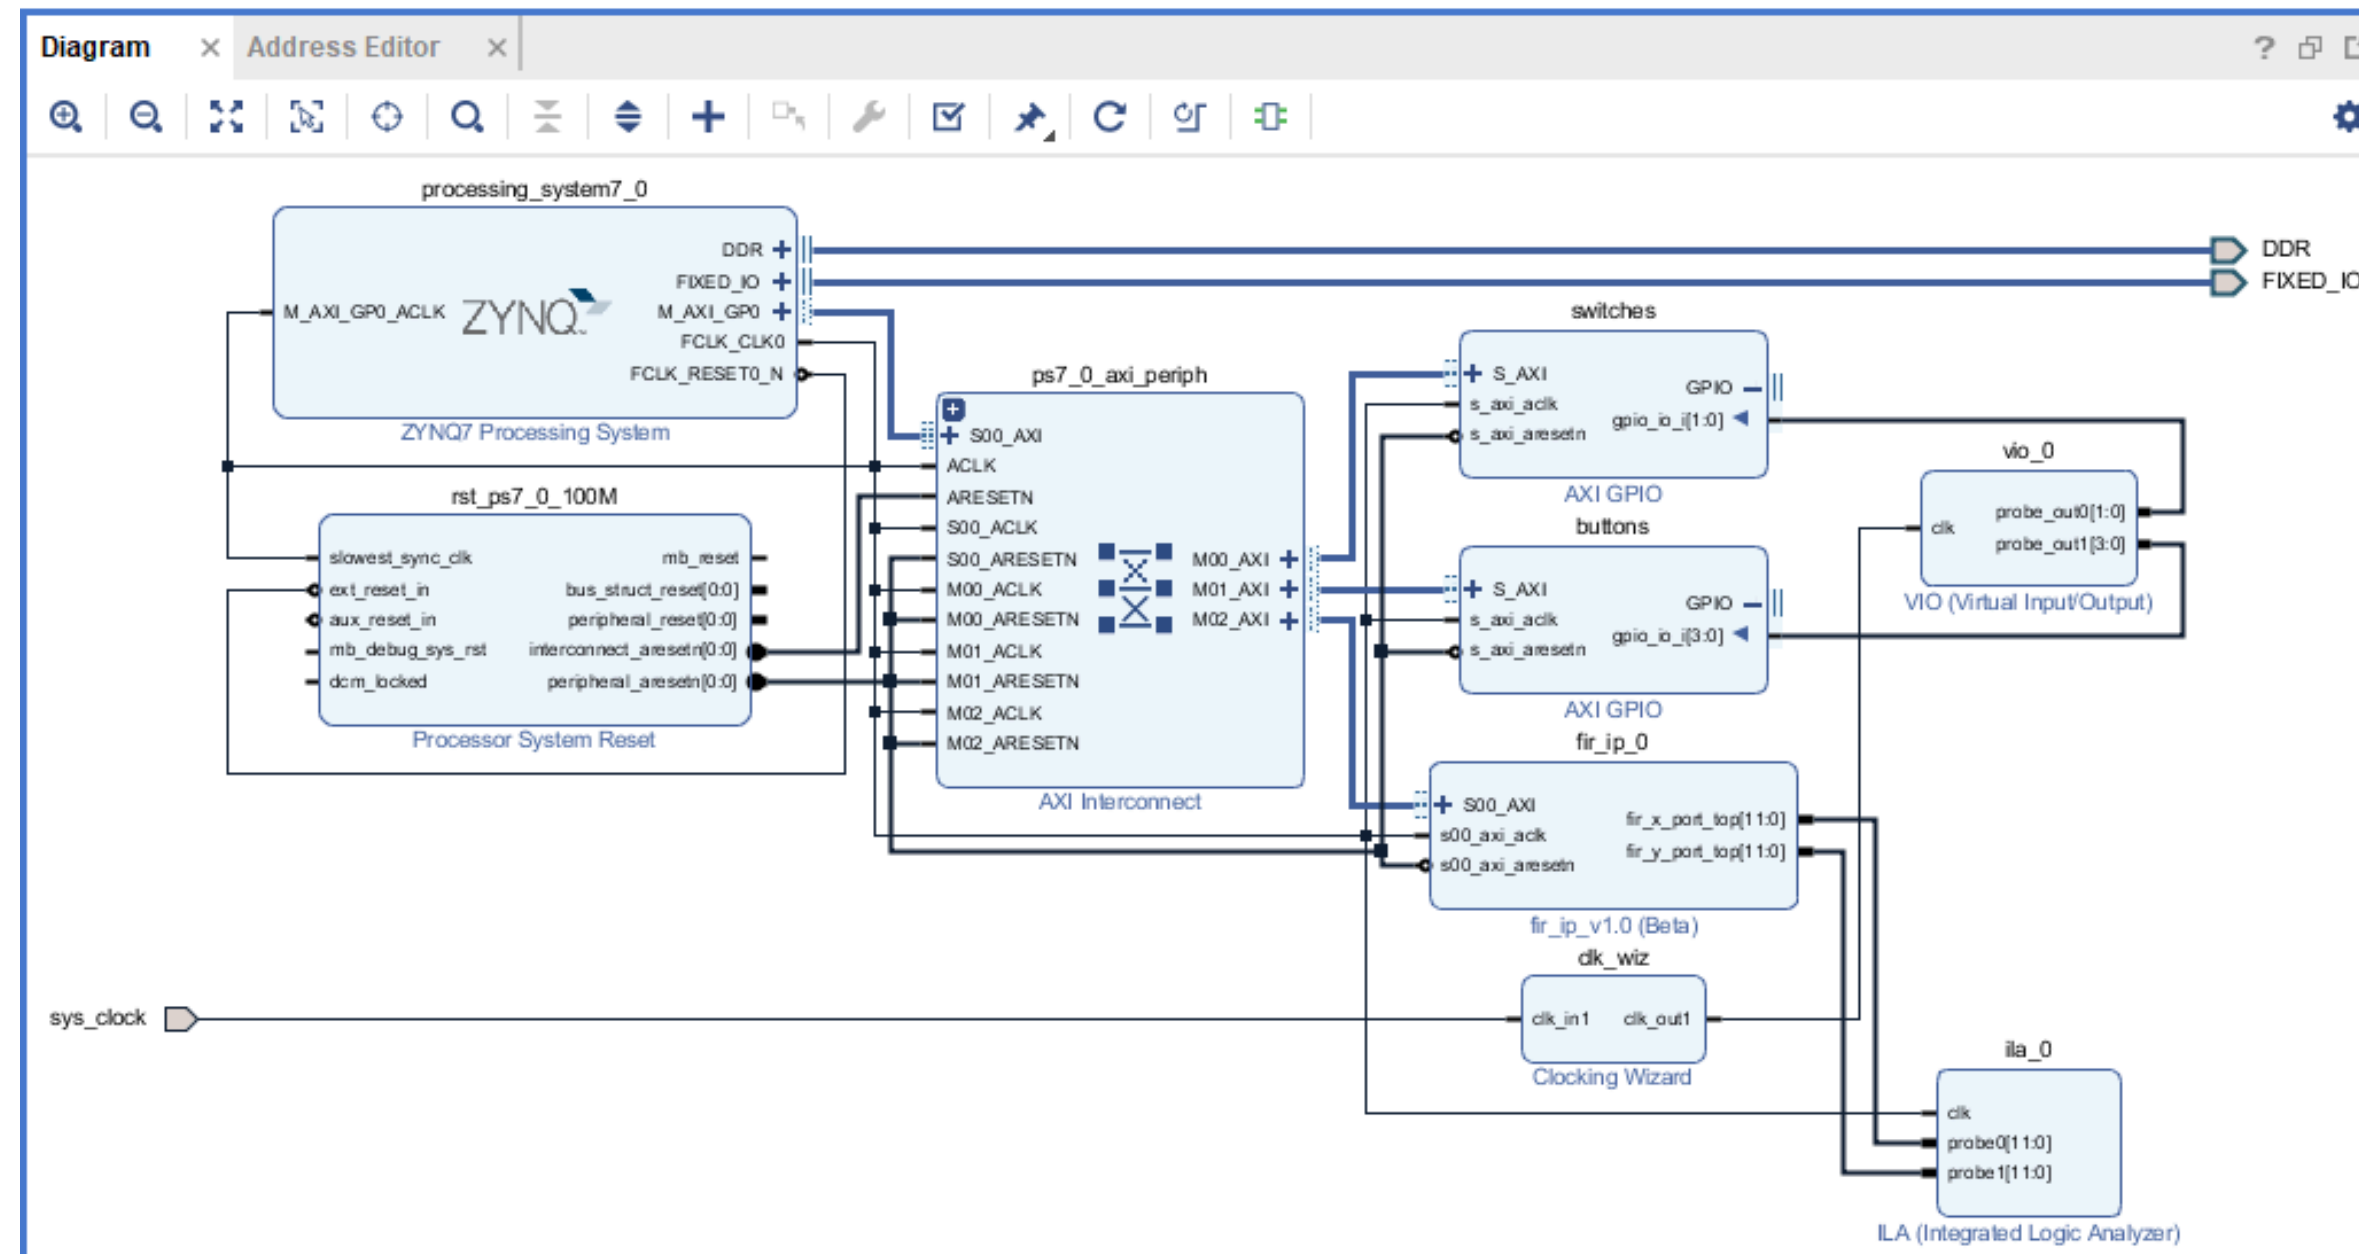 Diagram
Address Editor
processing_system7_0
DDR
FIXED_IO
M_AXI_GP0_ACLK
ZYNQ
M_AXI_GP0
FCLK_CLK0
FCLK_RESET0_N
ZYNQ7 Processing System
DDR
FIXED_IO
rst_ps7_0_100M
slowest_sync_clk
ext_reset_in
aux_reset_in
mb_debug_sys_rst
dcm_locked
mb_reset
bus_struct_reset[0:0]
peripheral_reset[0:0]
interconnect_aresetn[0:0]
peripheral_aresetn[0:0]
Processor System Reset
ps7_0_axi_periph
S00_AXI
ACLK
ARESETN
S00_ACLK
S00_ARESETN
M00_ACLK
M00_ARESETN
M01_ACLK
M01_ARESETN
M02_ACLK
M02_ARESETN
M00_AXI
M01_AXI
M02_AXI
AXI Interconnect
switches
S_AXI
s_axi_aclk
s_axi_aresetn
GPIO
gpio_io_i[1:0]
AXI GPIO
buttons
S_AXI
s_axi_aclk
s_axi_aresetn
GPIO
gpio_io_i[3:0]
AXI GPIO
vio_0
clk
probe_out0[1:0]
probe_out1[3:0]
VIO (Virtual Input/Output)
fir_ip_0
S00_AXI
s00_axi_aclk
s00_axi_aresetn
fir_x_port_top[11:0]
fir_y_port_top[11:0]
fir_ip_v1.0 (Beta)
clk_wiz
clk_in1
clk_out1
Clocking Wizard
sys_clock
ila_0
clk
probe0[11:0]
probe1[11:0]
ILA (Integrated Logic Analyzer)